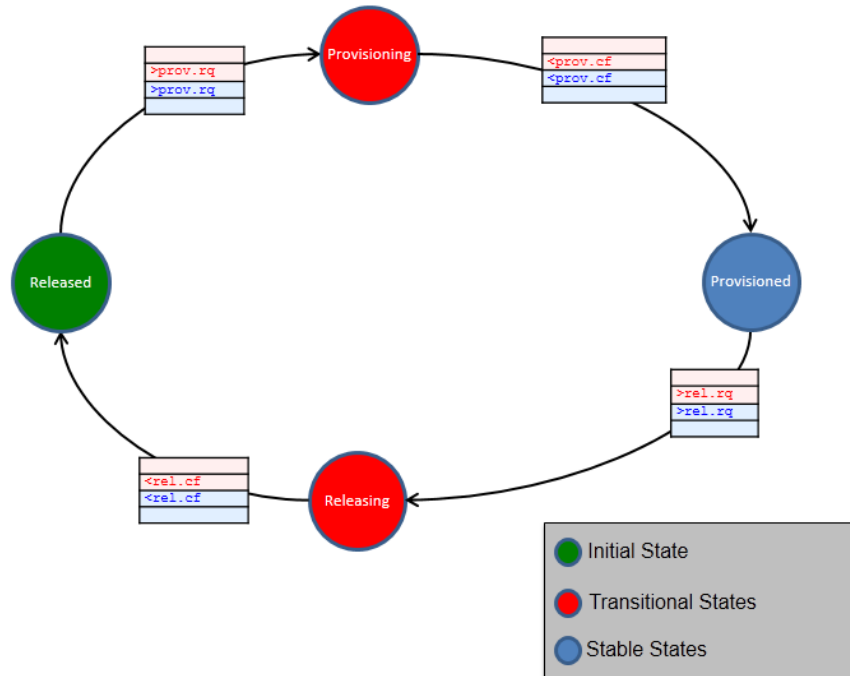 Provisioning
>prov.rq
>prov.rq
<prov.cf
<prov.cf
Released
Provisioned
>rel.rq
>rel.rq
<rel.cf
<rel.cf
Releasing
Initial State
Transitional States
Stable States